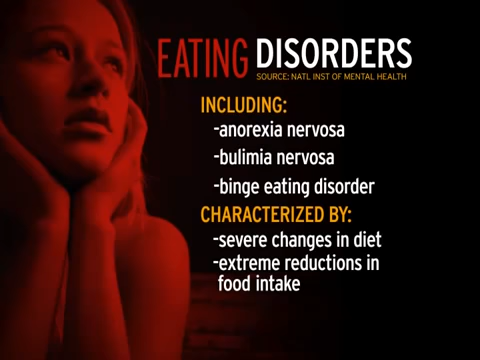 EATING DISORDERS
SOURCE: NATL INST OF MENTAL HEALTH
INCLUDING:
-anorexia nervosa
-bulimia nervosa
-binge eating disorder
CHARACTERIZED BY:
-severe changes in diet
-extreme reductions in
food intake